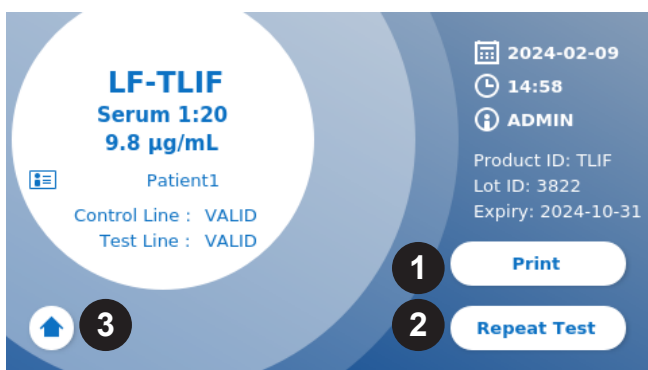 LF-TLIF
Serum 1:20
9.8 µg/mL
Patient1
Control Line : VALID
Test Line : VALID
3
2024-02-09
14:58
ADMIN
Product ID: TLIF
Lot ID: 3822
Expiry: 2024-10-31
1
Print
2
Repeat Test